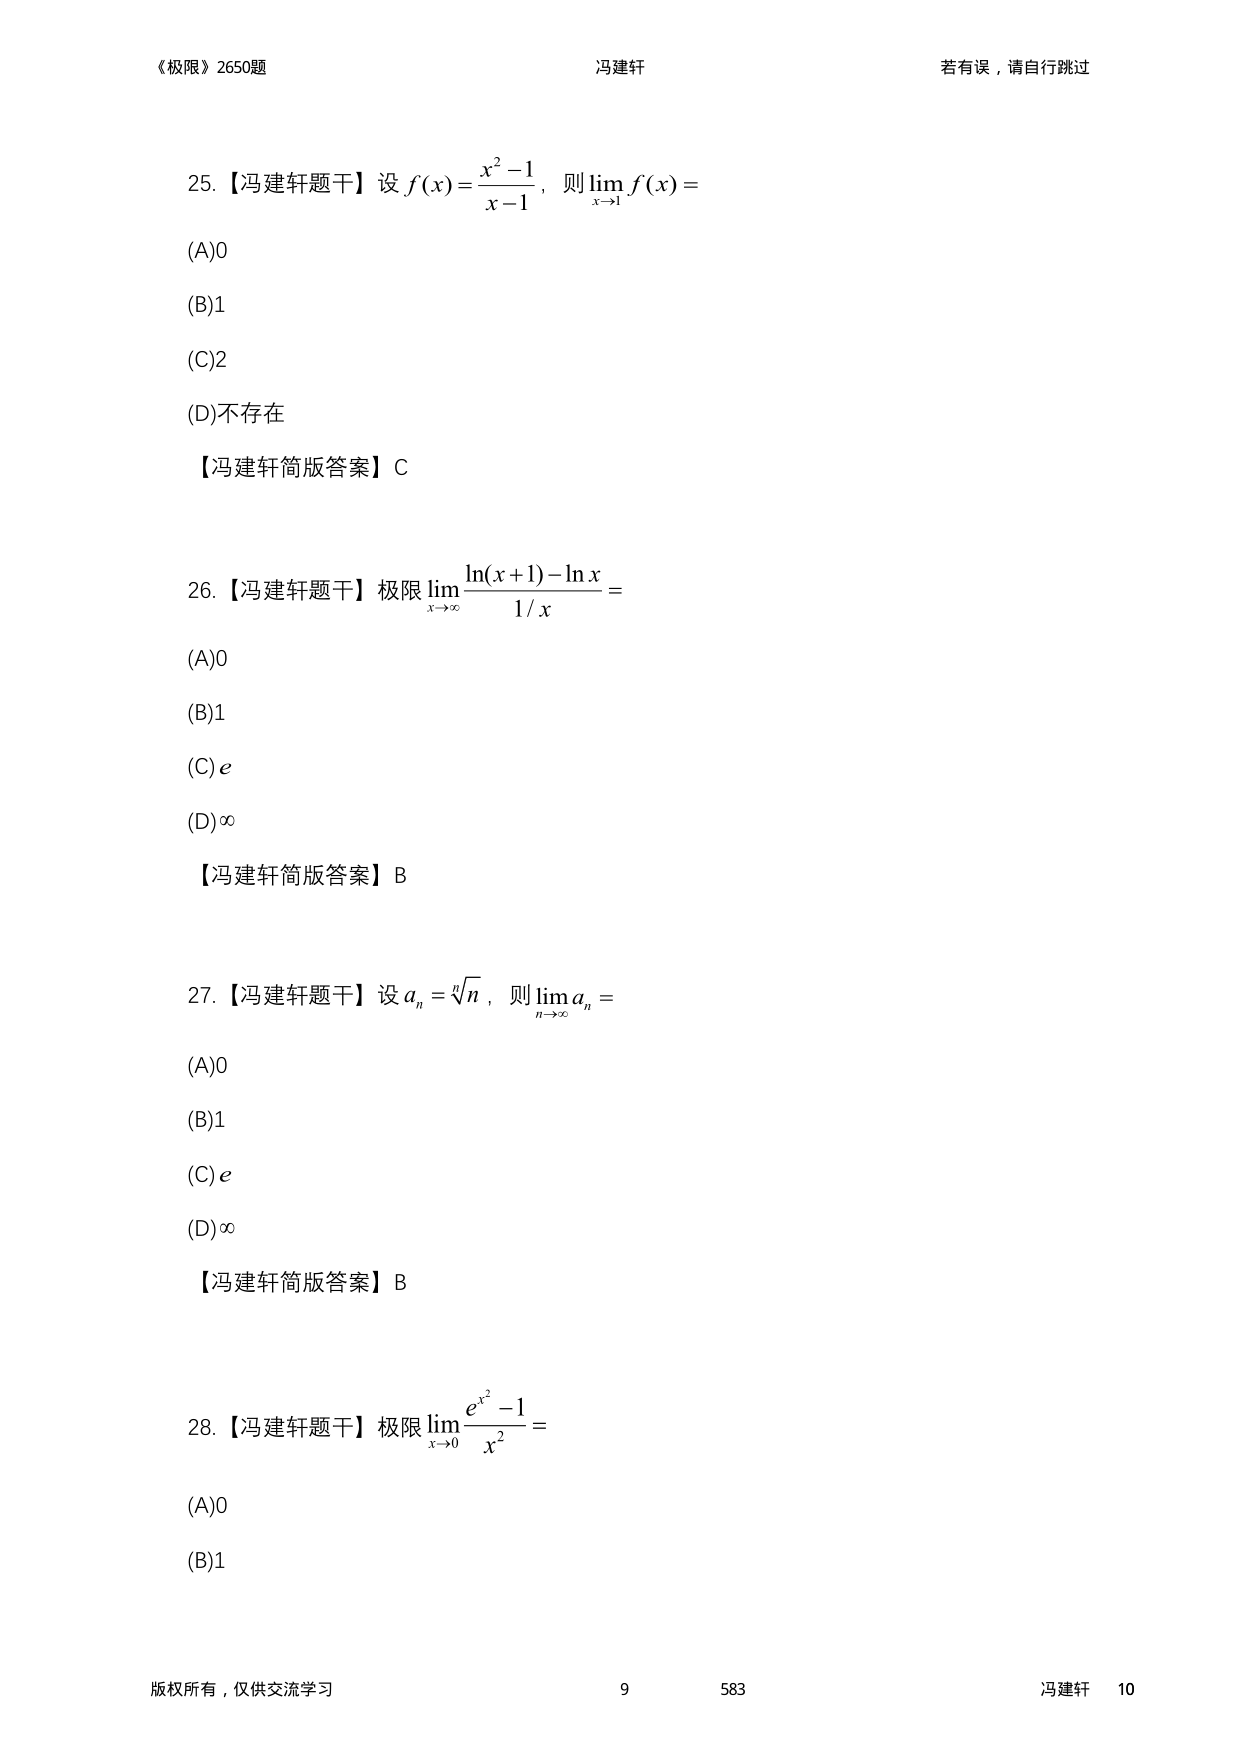 《极限》2650题 冯建轩 若有误，请自行跳过
25.【冯建轩题干】设 f(x) = \frac{x^2-1}{x-1}，则 \lim_{x→1} f(x) =
(A)0
(B)1
(C)2
(D)不存在
【冯建轩简版答案】C
26.【冯建轩题干】极限 \lim_{x→∞} \frac{\ln(x+1)-\ln x}{1/x} =
(A)0
(B)1
(C) e
(D) ∞
【冯建轩简版答案】B
27.【冯建轩题干】设 a_n = \sqrt[n]{n}，则 \lim_{n→∞} a_n =
(A)0
(B)1
(C) e
(D) ∞
【冯建轩简版答案】B
28.【冯建轩题干】极限 \lim_{x→0} \frac{e^{x^2}-1}{x^2} =
(A)0
(B)1
版权所有，仅供交流学习 9 583 冯建轩 10